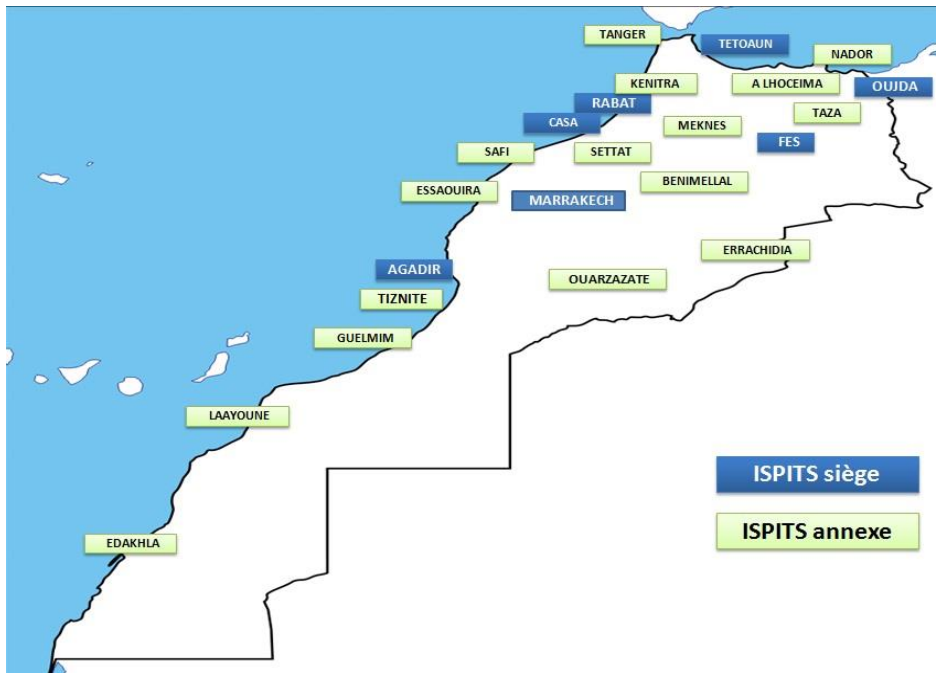 TANGER
TETOAUN
NADOR
KENITRA
A LHOCEIMA
OUJDA
RABAT
TAZA
CASA
MEKNES
FES
SAFI
SETTAT
BENIMELLAL
ESSAOUIRA
MARRAKECH
ERRACHIDIA
AGADIR
OUARZAZATE
TIZNITE
GUELMIM
LAAYOUNE
ISPITS siège
ISPITS annexe
EDAKHLA